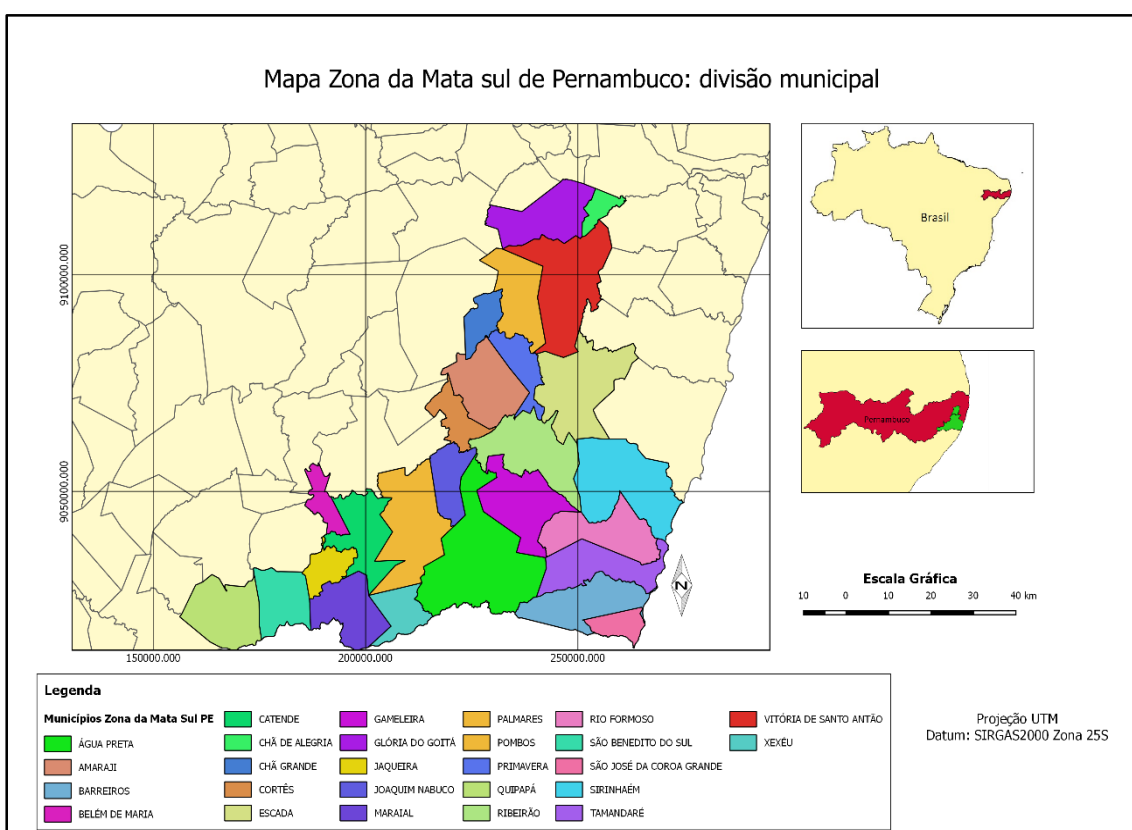 Mapa Zona da Mata sul de Pernambuco: divisão municipal
9100000.000
9050000.000
150000.000
200000.000
250000.000
N
Brasil
Pernambuco
Escala Gráfica
10 0 10 20 30 40 km
Legenda
Municípios Zona da Mata Sul PE
ÁGUA PRETA
AMARAJI
BARREIROS
BELÉM DE MARIA
CATENDE
CHÃ DE ALEGRIA
CHÃ GRANDE
CORTÊS
ESCADA
GAMELEIRA
GLÓRIA DO GOITÁ
JAQUEIRA
JOAQUIM NABUCO
MARAIAL
PALMARES
POMBOS
PRIMAVERA
QUIPAPÁ
RIBEIRÃO
RIO FORMOSO
SÃO BENEDITO DO SUL
SÃO JOSÉ DA COROA GRANDE
SIRINHAÉM
TAMANDARÉ
VITÓRIA DE SANTO ANTÃO
XEXÉU
Projeção UTM
Datum: SIRGAS2000 Zona 25S